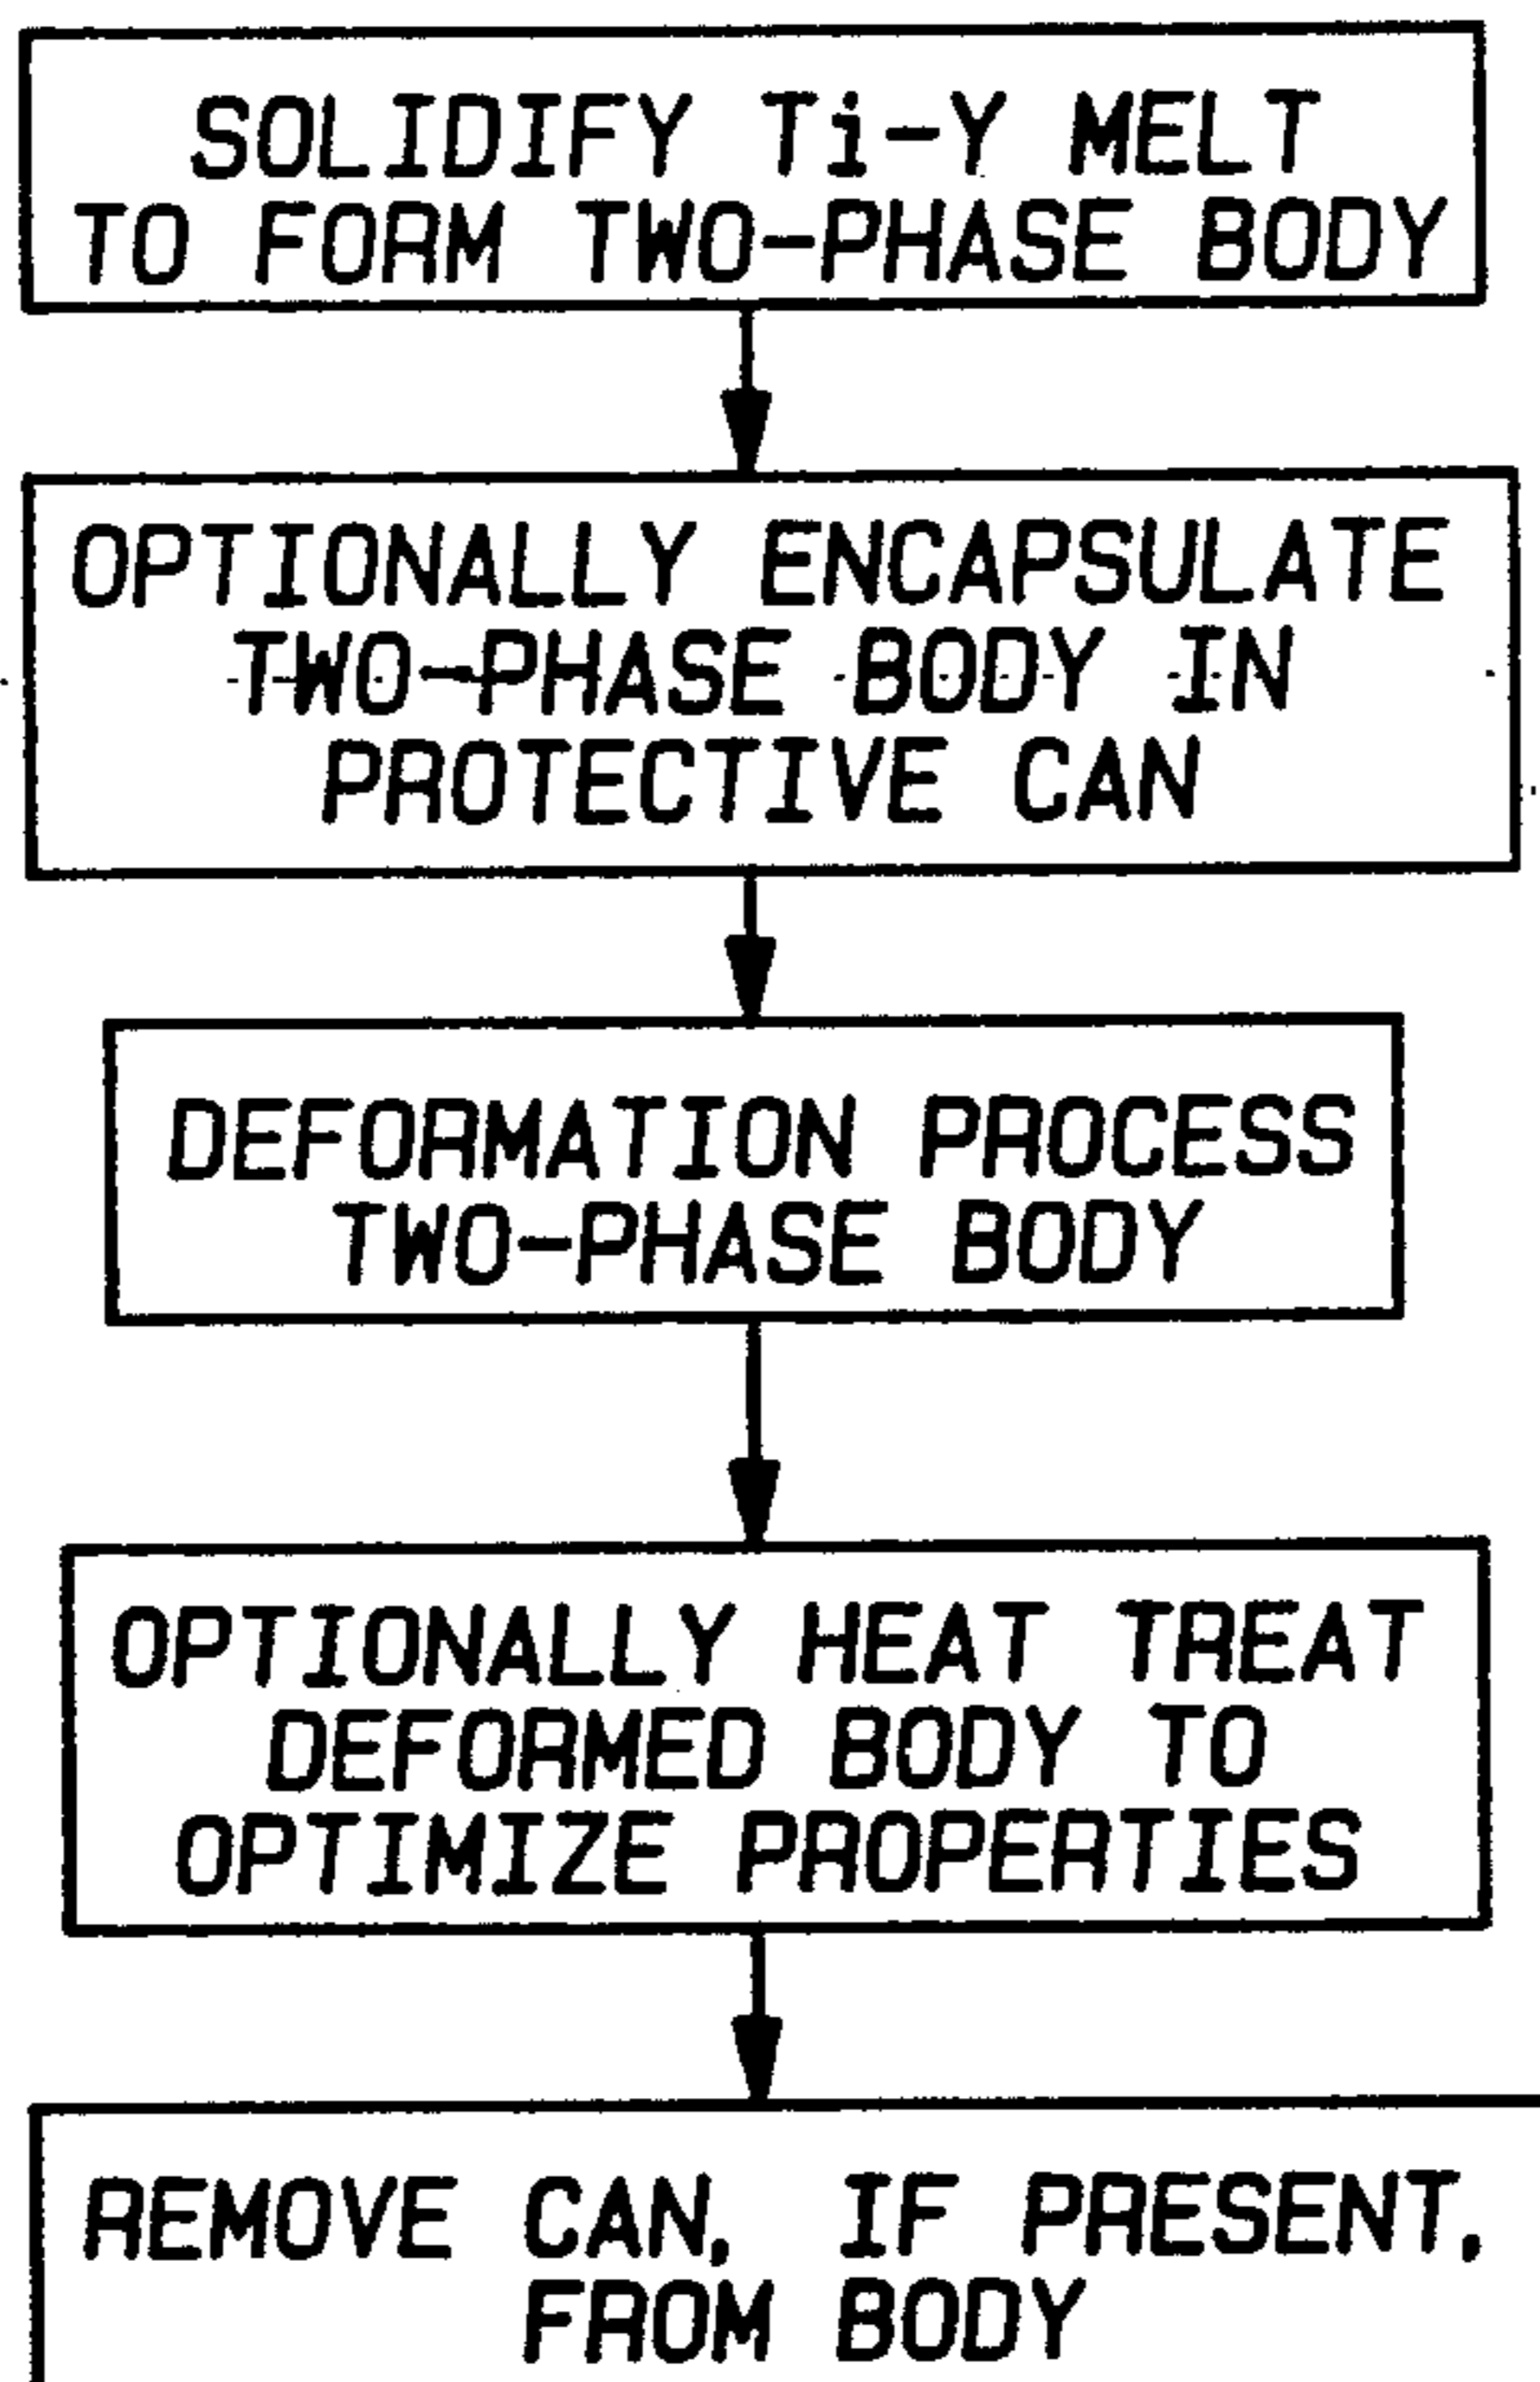 SOLIDIFY Ti-Y MELT
TO FORM TWO-PHASE BODY
OPTIONALLY ENCAPSULATE
TWO-PHASE BODY IN
PROTECTIVE CAN
DEFORMATION PROCESS
TWO-PHASE BODY
OPTIONALLY HEAT TREAT
DEFORMED BODY TO
OPTIMIZE PROPERTIES
REMOVE CAN, IF PRESENT,
FROM BODY